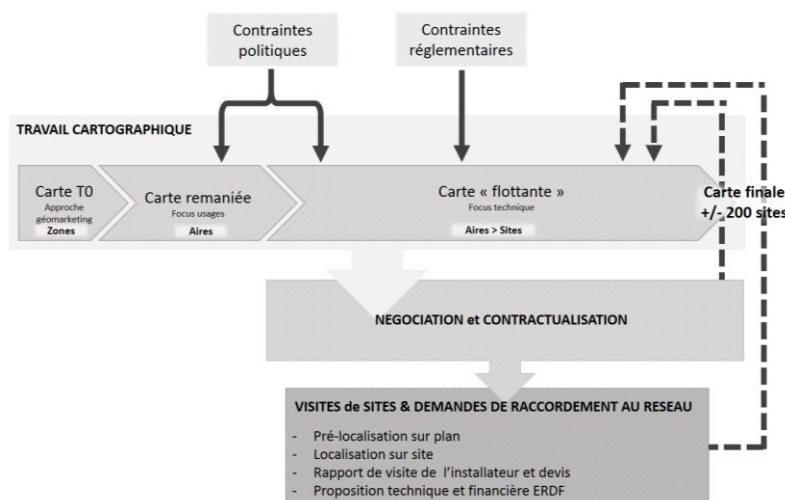 Contraintes
politiques
Contraintes
réglementaires
TRAVAIL CARTOGRAPHIQUE
Carte T0
Approche
géomarketing
Zones
Carte remaniée
Focus usages
Aires
Carte « flottante »
Focus technique
Aires > Sites
Carte finale
+/- 200 sites
NEGOCIATION et CONTRACTUALISATION
VISITES de SITES & DEMANDES DE RACCORDEMENT AU RESEAU
- Pré-localisation sur plan
- Localisation sur site
- Rapport de visite de l'installateur et devis
- Proposition technique et financière ERDF